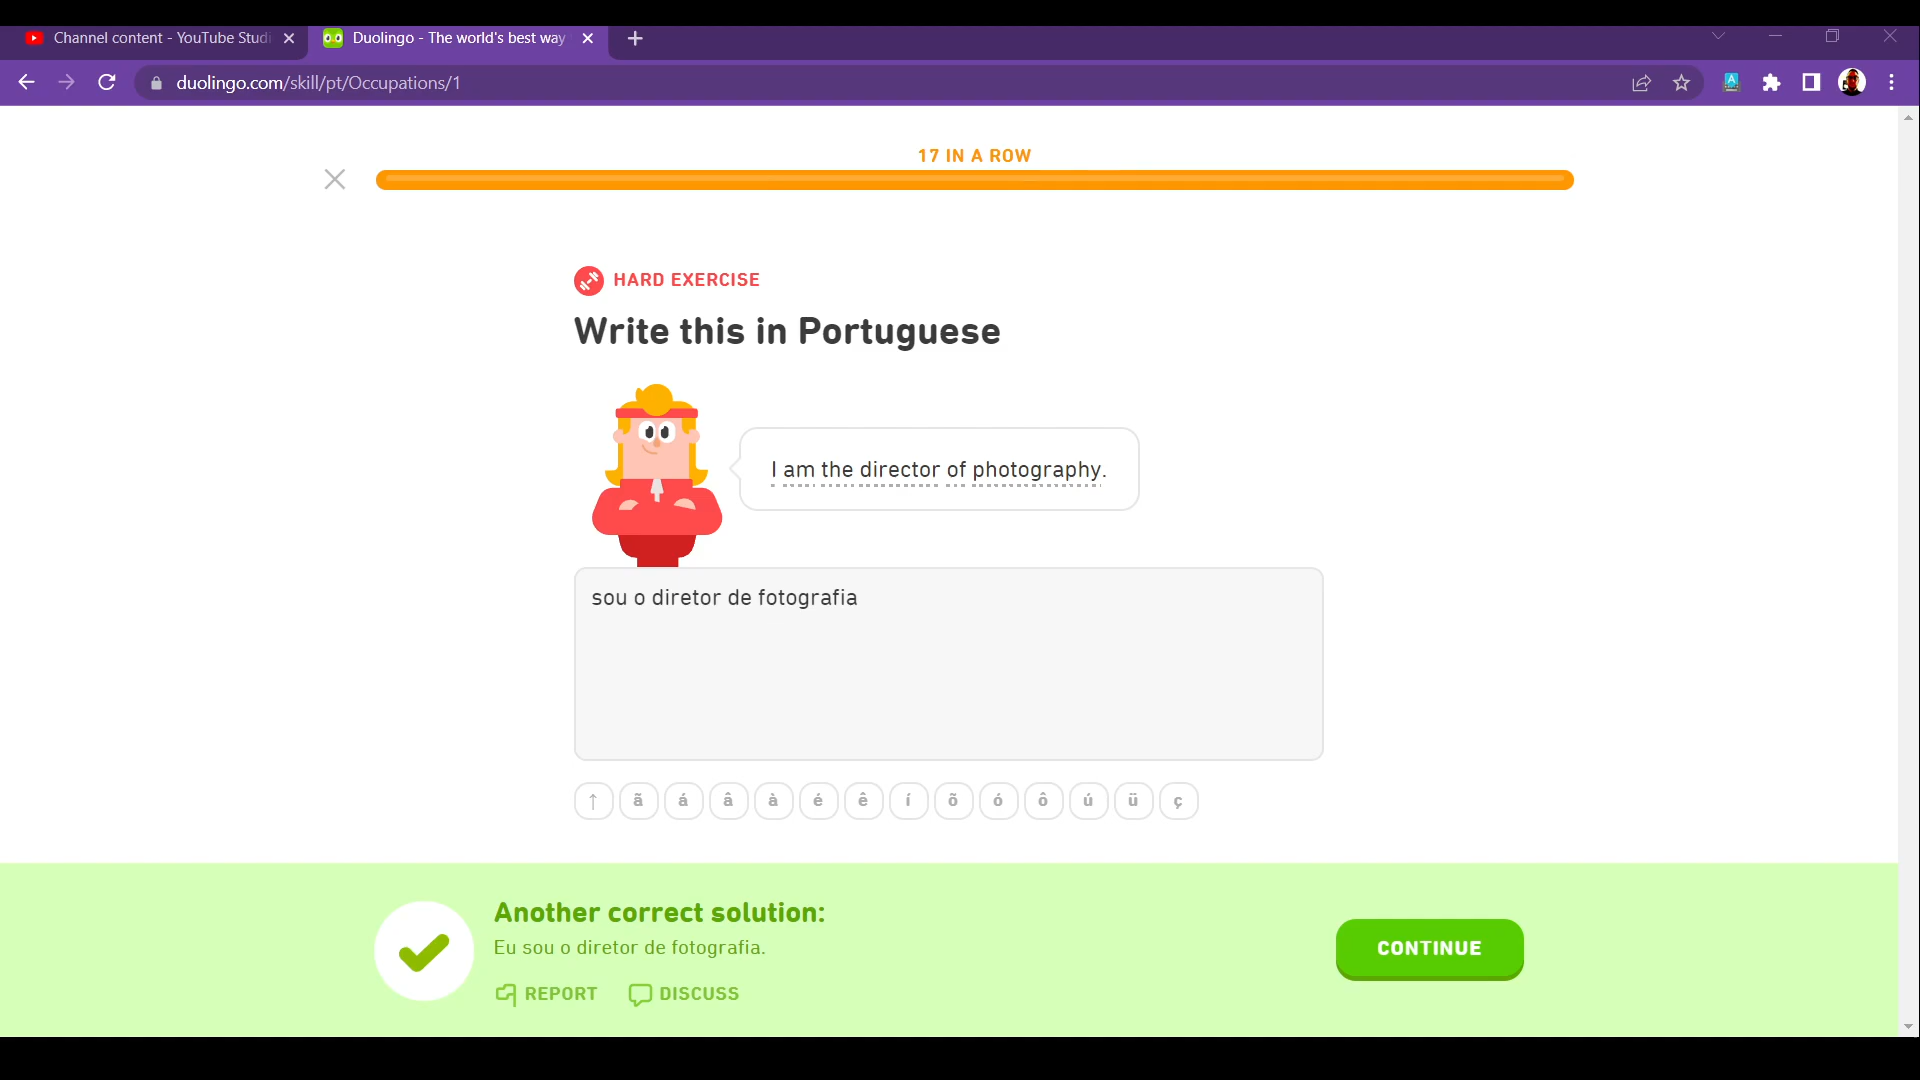 Channel content - YouTube Studi
Duolingo - The world's best way
duolingo.com/skill/pt/Occupations/1
17 IN A ROW
HARD EXERCISE
Write this in Portuguese
I am the director of photography.
sou o diretor de fotografia
↑ ã á â à é ê í õ ó ô ú ü ç
Another correct solution:
Eu sou o diretor de fotografia.
REPORT DISCUSS
CONTINUE